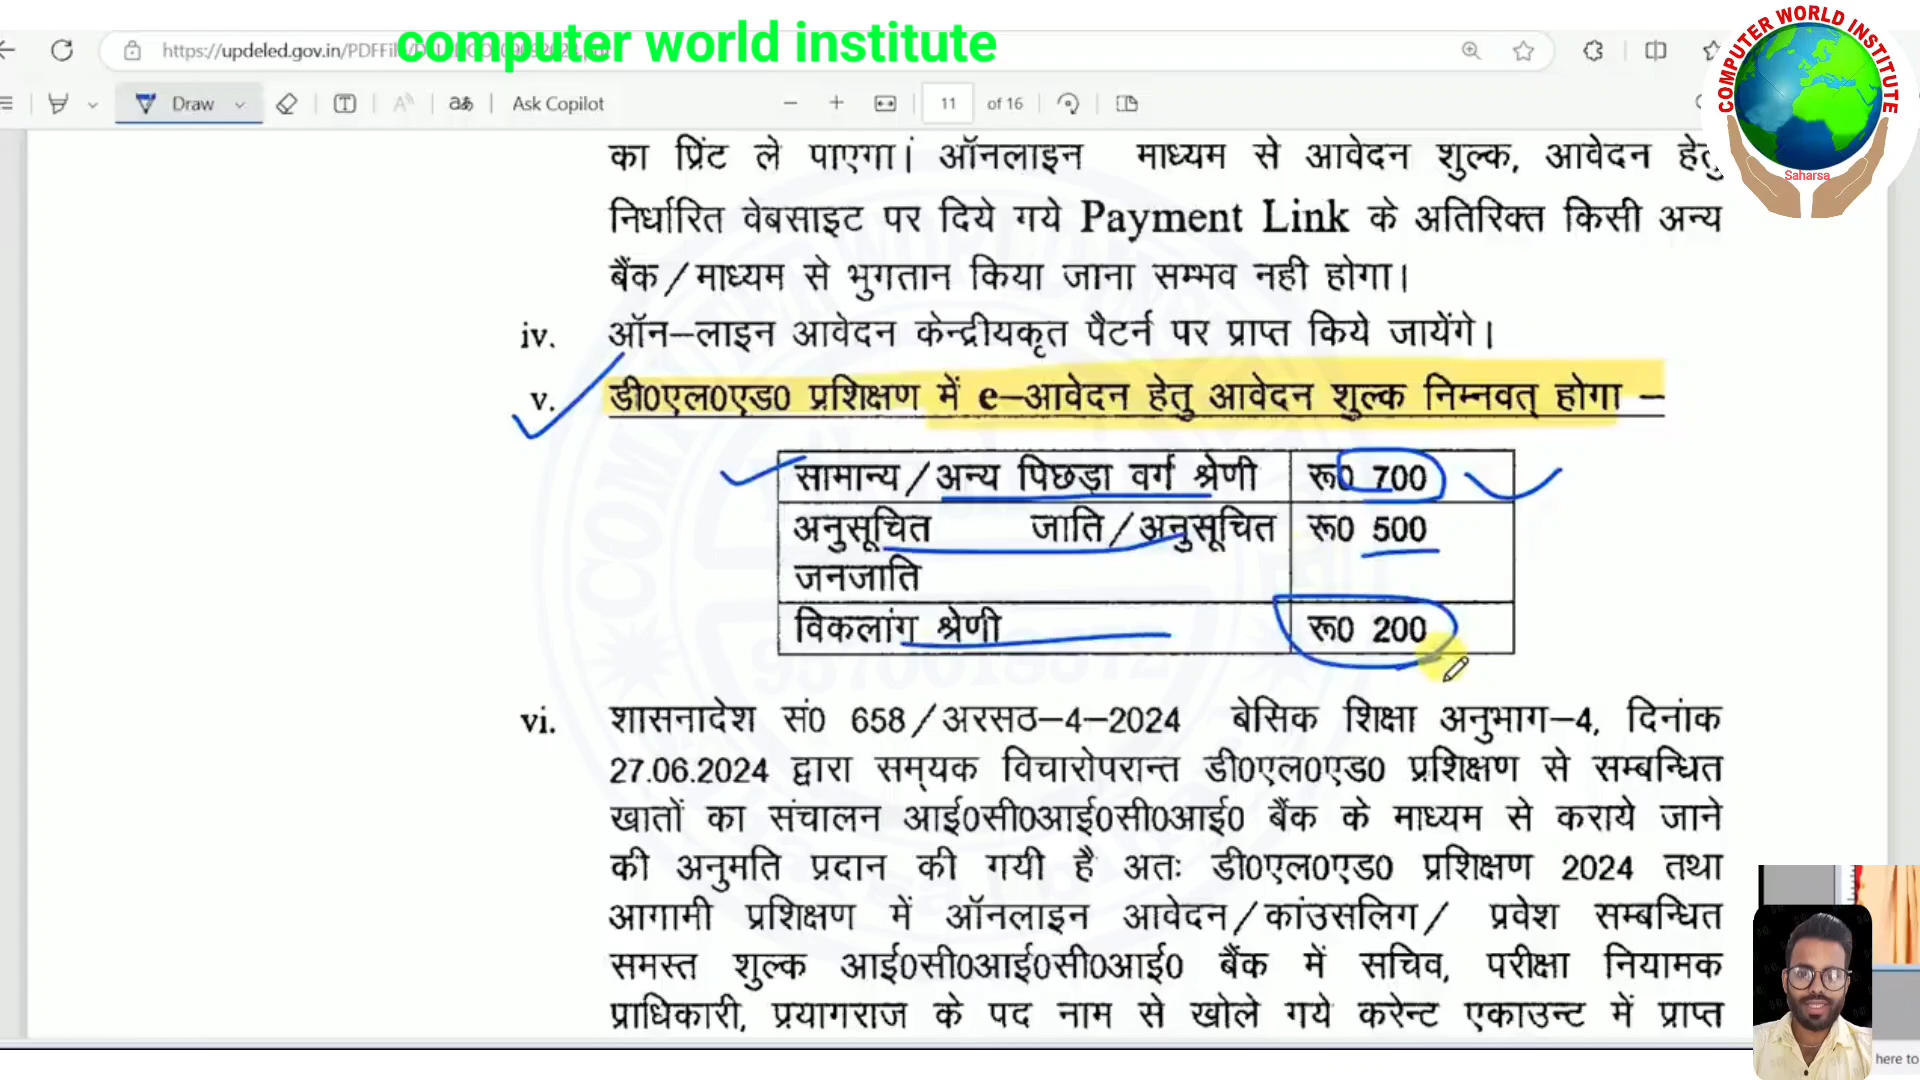 computer world institute
https://updeled.gov.in/PDFFil
Draw
Ask Copilot
11 of 16
COMPUTER WORLD INSTITUTE
Saharsa
का प्रिंट ले पाएगा। ऑनलाइन माध्यम से आवेदन शुल्क, आवेदन हेतु
निर्धारित वेबसाइट पर दिये गये Payment Link के अतिरिक्त किसी अन्य
बैंक/माध्यम से भुगतान किया जाना सम्भव नही होगा।
iv. ऑन–लाइन आवेदन केन्द्रीयकृत पैटर्न पर प्राप्त किये जायेंगे।
v. डी0एल0एड0 प्रशिक्षण में e–आवेदन हेतु आवेदन शुल्क निम्नवत् होगा –
सामान्य/अन्य पिछड़ा वर्ग श्रेणी रू0 700
अनुसूचित जाति/अनुसूचित रू0 500
जनजाति
विकलांग श्रेणी रू0 200
vi. शासनादेश सं0 658/अरसठ–4–2024 बेसिक शिक्षा अनुभाग–4, दिनांक
27.06.2024 द्वारा सम्यक विचारोपरान्त डी0एल0एड0 प्रशिक्षण से सम्बन्धित
खातों का संचालन आई0सी0आई0सी0आई0 बैंक के माध्यम से कराये जाने
की अनुमति प्रदान की गयी है अतः डी0एल0एड0 प्रशिक्षण 2024 तथा
आगामी प्रशिक्षण में ऑनलाइन आवेदन/कांउसलिग/ प्रवेश सम्बन्धित
समस्त शुल्क आई0सी0आई0सी0आई0 बैंक में सचिव, परीक्षा नियामक
प्राधिकारी, प्रयागराज के पद नाम से खोले गये करेन्ट एकाउन्ट में प्राप्त
here to